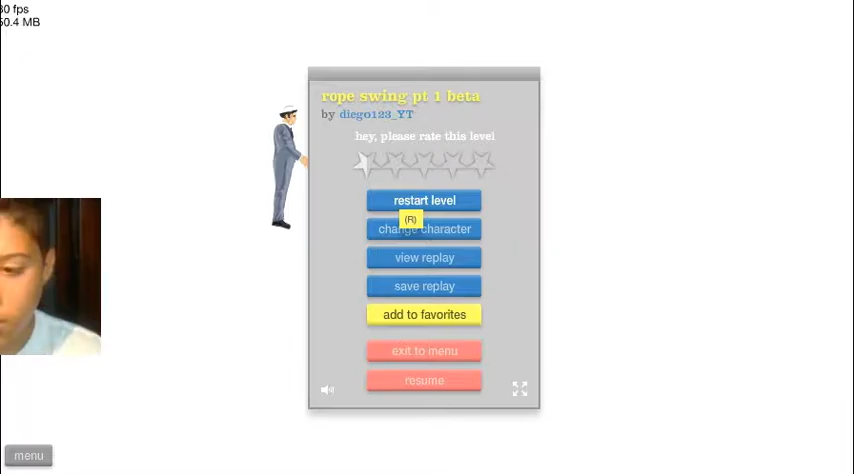 30 fps
50.4 MB
rope swing pt 1 beta
by diego123_YT
hey, please rate this level
restart level
(R)
change character
view replay
save replay
add to favorites
exit to menu
resume
menu